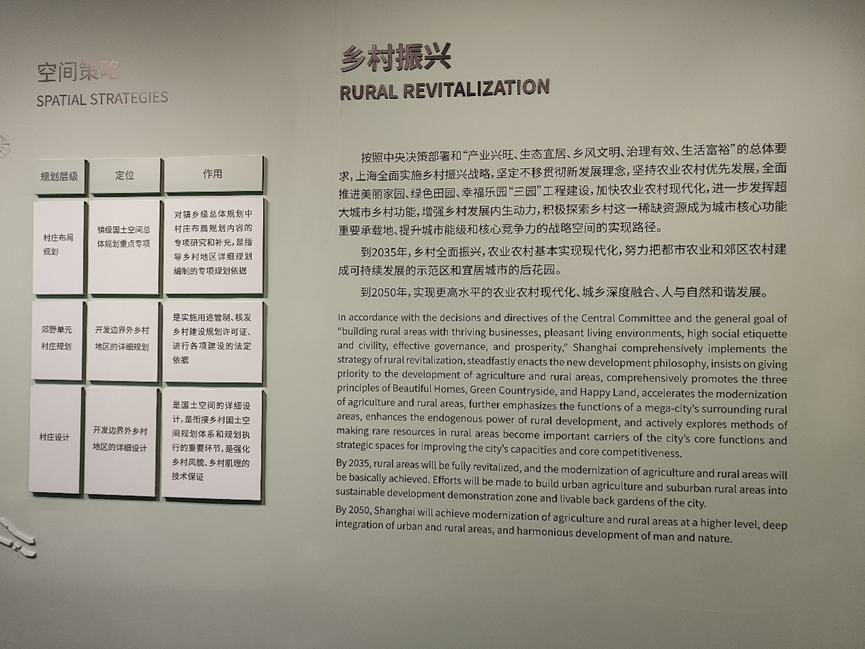 空间策略
SPATIAL STRATEGIES
规划层级
定位
作用
村庄布局
规划
镇级国土空间总
体规划重点专项
对镇乡级总体规划中
村庄布局规划内容的
专项研究和补充,是指
导乡村地区详细规划
编制的专项规划依据
郊野单元
村庄规划
开发边界外乡村
地区的详细规划
是实施用途管制、核发
乡村建设规划许可证、
进行各项建设的法定
依据
村庄设计
开发边界外乡村
地区的详细设计
是国土空间的详细设
计,是衔接乡村国土空
间规划体系和规划执
行的重要环节,是强化
乡村风貌、乡村肌理的
技术保证
乡村振兴
RURAL REVITALIZATION
按照中央决策部署和“产业兴旺、生态宜居、乡风文明、治理有效、生活富裕”的总体要
求,上海全面实施乡村振兴战略,坚定不移贯彻新发展理念,坚持农业农村优先发展,全面
推进美丽家园、绿色田园、幸福乐园“三园”工程建设,加快农业农村现代化,进一步发挥超
大城市乡村功能,增强乡村发展内生动力,积极探索乡村这一稀缺资源成为城市核心功能
重要承载地、提升城市能级和核心竞争力的战略空间的实现路径。
到2035年,乡村全面振兴,农业农村基本实现现代化,努力把都市农业和郊区农村建
成可持续发展的示范区和宜居城市的后花园。
到2050年,实现更高水平的农业农村现代化、城乡深度融合、人与自然和谐发展。
In accordance with the decisions and directives of the Central Committee and the general goal of
“building rural areas with thriving businesses, pleasant living environments, high social etiquette
and civility, effective governance, and prosperity,” Shanghai comprehensively implements the
strategy of rural revitalization, steadfastly enacts the new development philosophy, insists on giving
priority to the development of agriculture and rural areas, comprehensively promotes the three
principles of Beautiful Homes, Green Countryside, and Happy Land, accelerates the modernization
of agriculture and rural areas, further emphasizes the functions of a mega-city’s surrounding rural
areas, enhances the endogenous power of rural development, and actively explores methods of
making rare resources in rural areas become important carriers of the city’s core functions and
strategic spaces for improving the city’s capacities and core competitiveness.
By 2035, rural areas will be fully revitalized, and the modernization of agriculture and rural areas will
be basically achieved. Efforts will be made to build urban agriculture and suburban rural areas into
sustainable development demonstration zone and livable back gardens of the city.
By 2050, Shanghai will achieve modernization of agriculture and rural areas at a higher level, deep
integration of urban and rural areas, and harmonious development of man and nature.